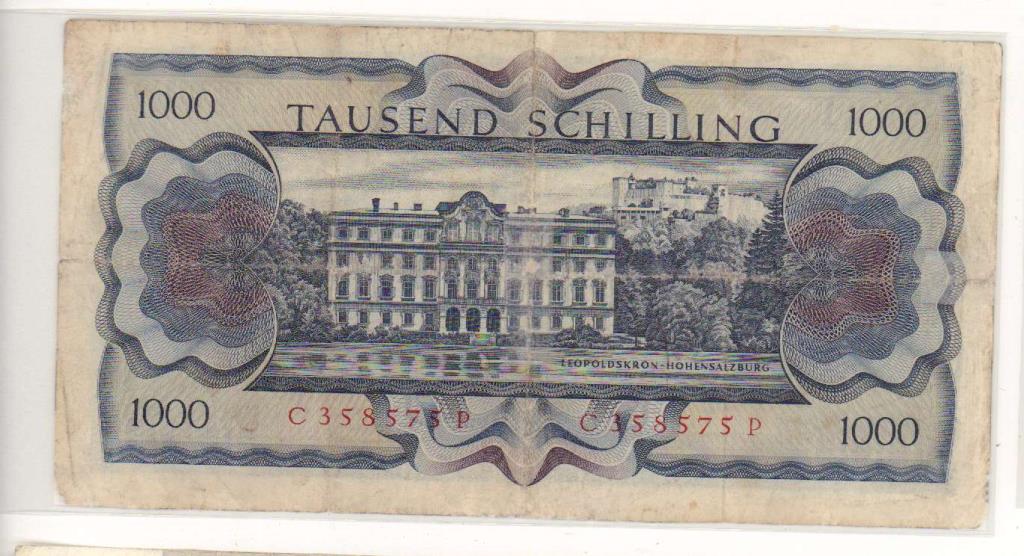 1000 TAUSEND SCHILLING 1000
LEOPOLDSKRON-HOHENSALZBURG
1000 C 358575 P C 358575 P 1000